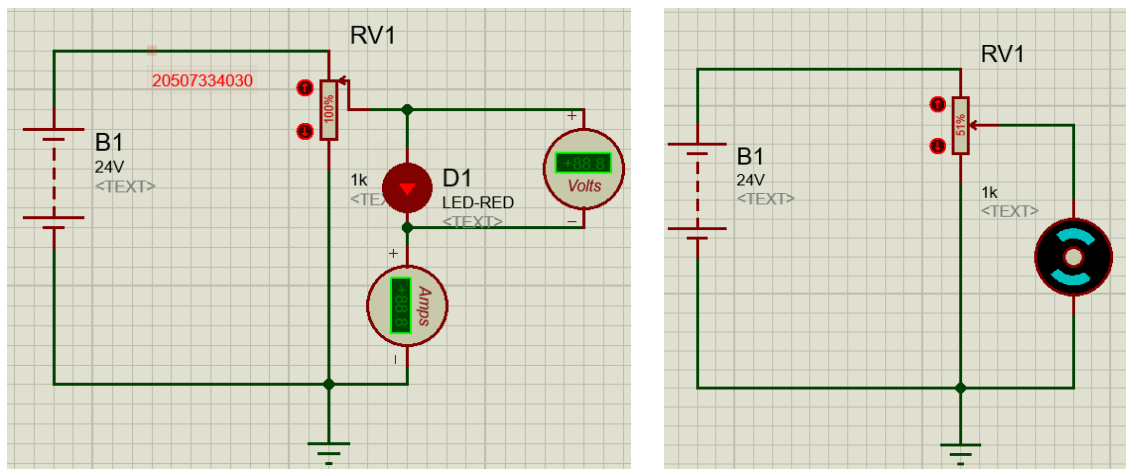 RV1
20507334030
100%
B1
24V
<TEXT>
1k
<TE
D1
LED-RED
<TEXT>
+88.8
Volts
+88.8
Amps
RV1
51%
B1
24V
<TEXT>
1k
<TEXT>